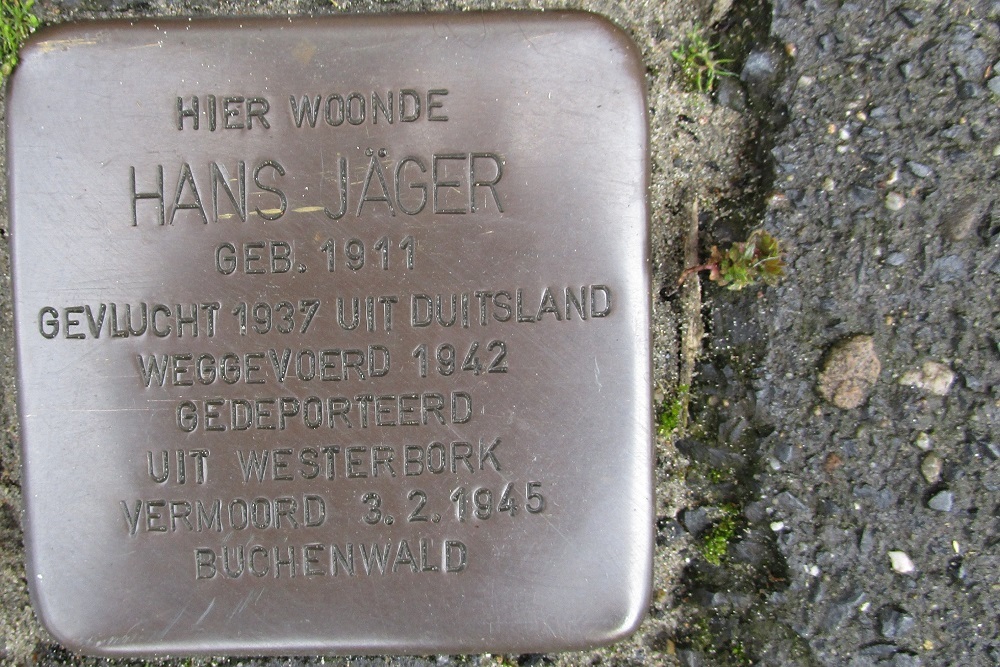 HIER WOONDE
HANS JÄGER
GEB. 1911
GEVLUCHT 1937 UIT DUITSLAND
WEGGEVOERD 1942
GEDEPORTEERD
UIT WESTERBORK
VERMOORD 3.2.1945
BUCHENWALD